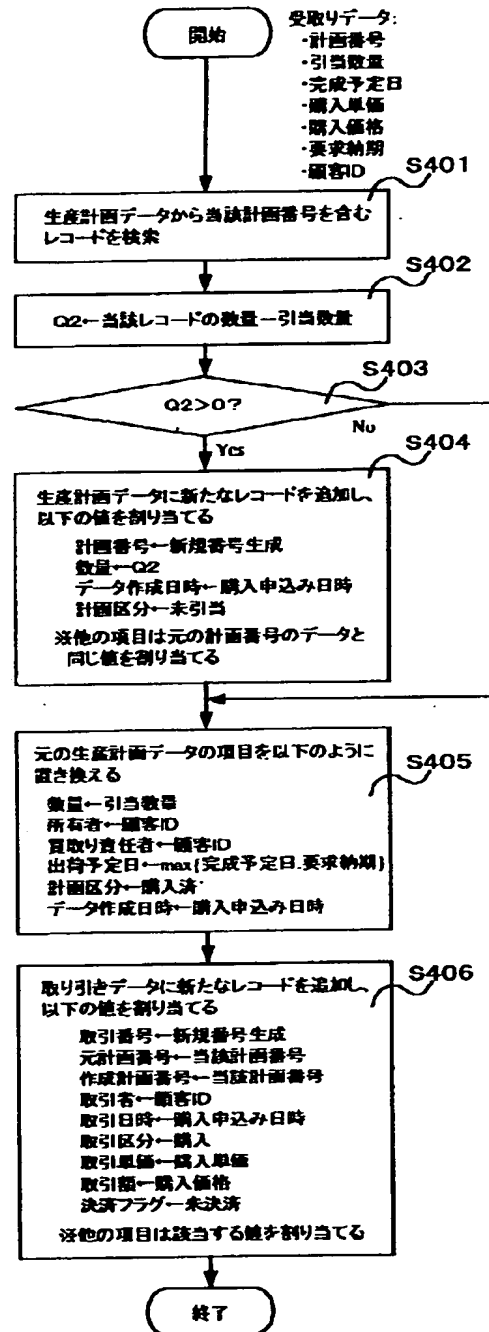 開始
受取りデータ:
・計画番号
・引当数量
・完成予定日
・購入単価
・購入価格
・要求納期
・顧客ID
S401
生産計画データから当該計画番号を含む
レコードを検索
S402
Q2←当該レコードの数量ー引当数量
S403
Q2>0?
No
Yes
S404
生産計画データに新たなレコードを追加し、
以下の値を割り当てる
計画番号←新規番号生成
数量←Q2
データ作成日時←購入申込み日時
計画区分←未引当
※他の項目は元の計画番号のデータと
同じ値を割り当てる
S405
元の生産計画データの項目を以下のように
置き換える
数量←引当数量
所有者←顧客ID
買取り責任者←顧客ID
出荷予定日←max{完成予定日.要求納期}
計画区分←購入済
データ作成日時←購入申込み日時
S406
取り引きデータに新たなレコードを追加し、
以下の値を割り当てる
取引番号←新規番号生成
元計画番号←当該計画番号
作成計画番号←当該計画番号
取引者←顧客ID
取引日時←購入申込み日時
取引区分←購入
取引単価←購入単価
取引額←購入価格
決済フラグ←未決済
※他の項目は該当する値を割り当てる
終了